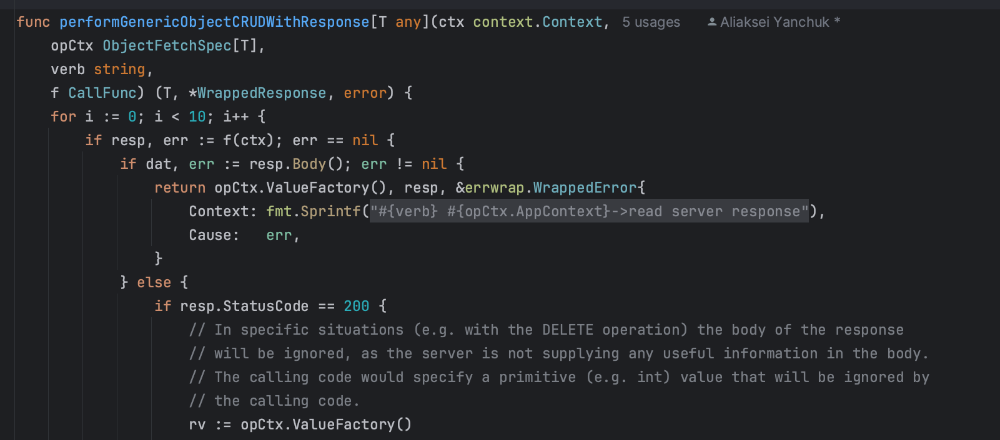 func performGenericObjectCRUDWithResponse[T any](ctx context.Context, 5 usages Aliaksei Yanchuk *
opCtx ObjectFetchSpec[T],
verb string,
f CallFunc) (T, *WrappedResponse, error) {
for i := 0; i < 10; i++ {
if resp, err := f(ctx); err == nil {
if dat, err := resp.Body(); err != nil {
return opCtx.ValueFactory(), resp, &errwrap.WrappedError{
Context: fmt.Sprintf("#{verb} #{opCtx.AppContext}->read server response"),
Cause: err,
}
} else {
if resp.StatusCode == 200 {
// In specific situations (e.g. with the DELETE operation) the body of the response
// will be ignored, as the server is not supplying any useful information in the body.
// The calling code would specify a primitive (e.g. int) value that will be ignored by
// the calling code.
rv := opCtx.ValueFactory()